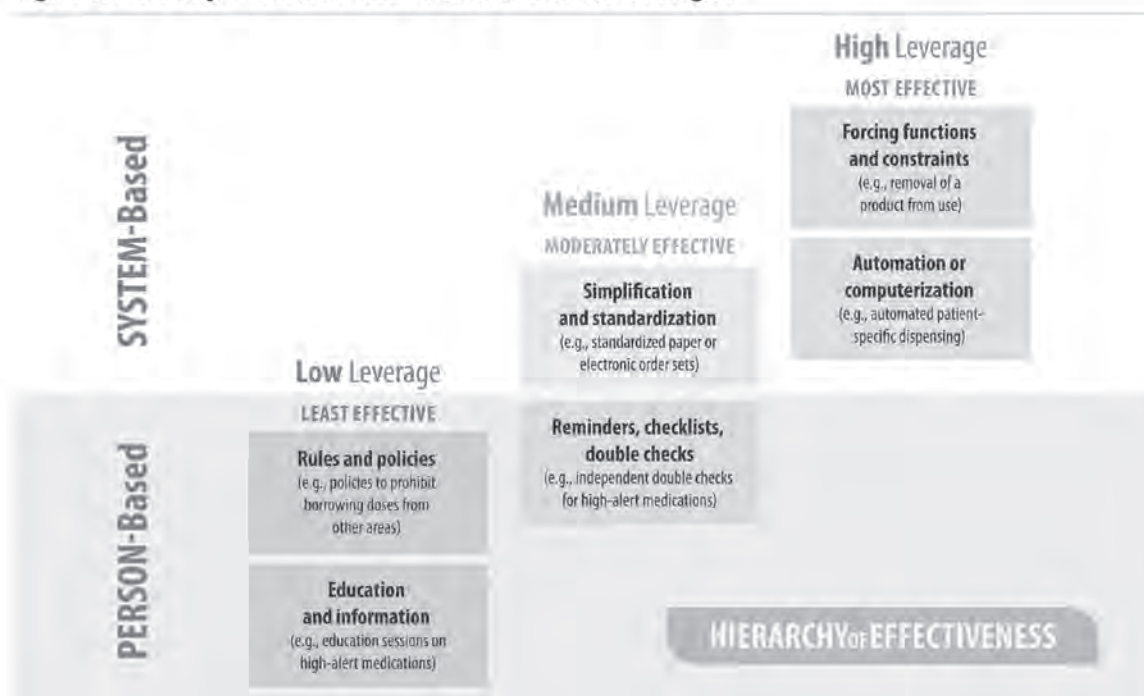 High Leverage
MOST EFFECTIVE
Forcing functions
and constraints
(e.g., removal of a
product from use)
Automation or
computerization
(e.g., automated patient-
specific dispensing)
SYSTEM-Based
Medium Leverage
MODERATELY EFFECTIVE
Simplification
and standardization
(e.g., standardized paper or
electronic order sets)
Reminders, checklists,
double checks
(e.g., independent double checks
for high-alert medications)
Low Leverage
LEAST EFFECTIVE
Rules and policies
(e.g., policies to prohibit
borrowing doses from
other areas)
Education
and information
(e.g., education sessions on
high-alert medications)
PERSON-Based
HIERARCHY OF EFFECTIVENESS